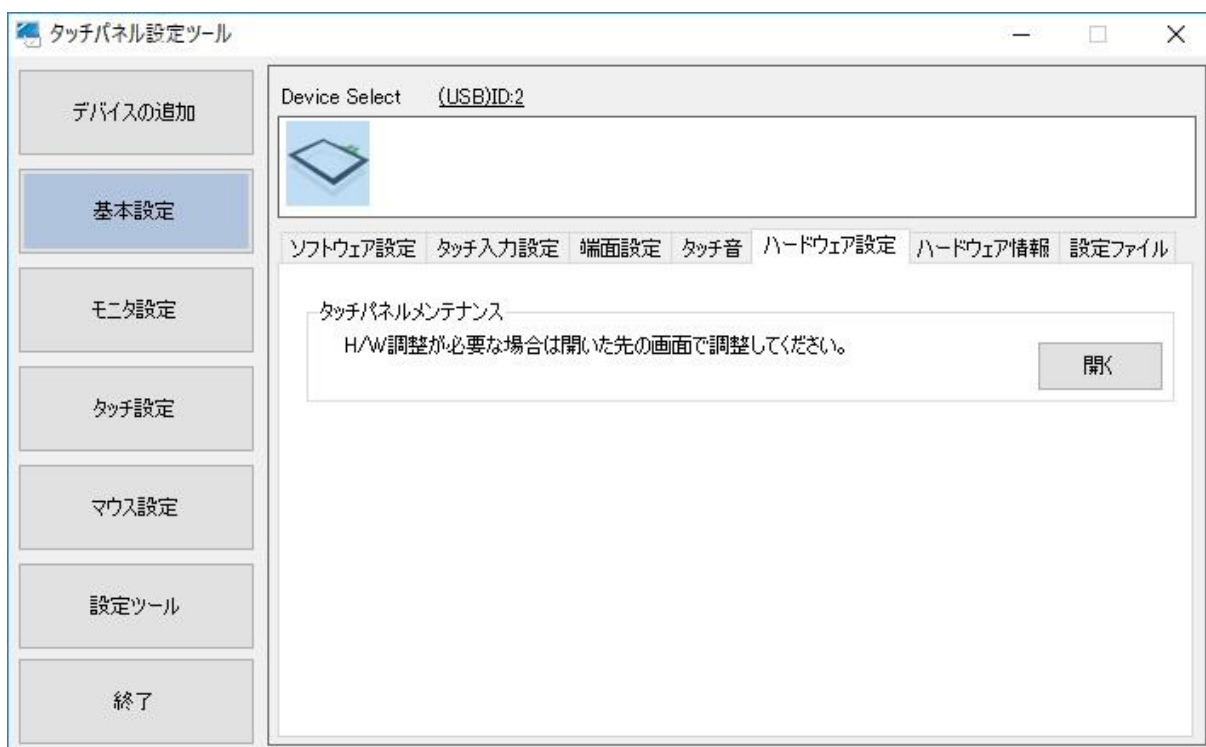 タッチパネル設定ツール
デバイスの追加
基本設定
モニタ設定
タッチ設定
マウス設定
設定ツール
終了
Device Select (USB)ID:2
ソフトウェア設定 タッチ入力設定 端面設定 タッチ音 ハードウェア設定 ハードウェア情報 設定ファイル
タッチパネルメンテナンス
H/W調整が必要な場合は開いた先の画面で調整してください。
開く